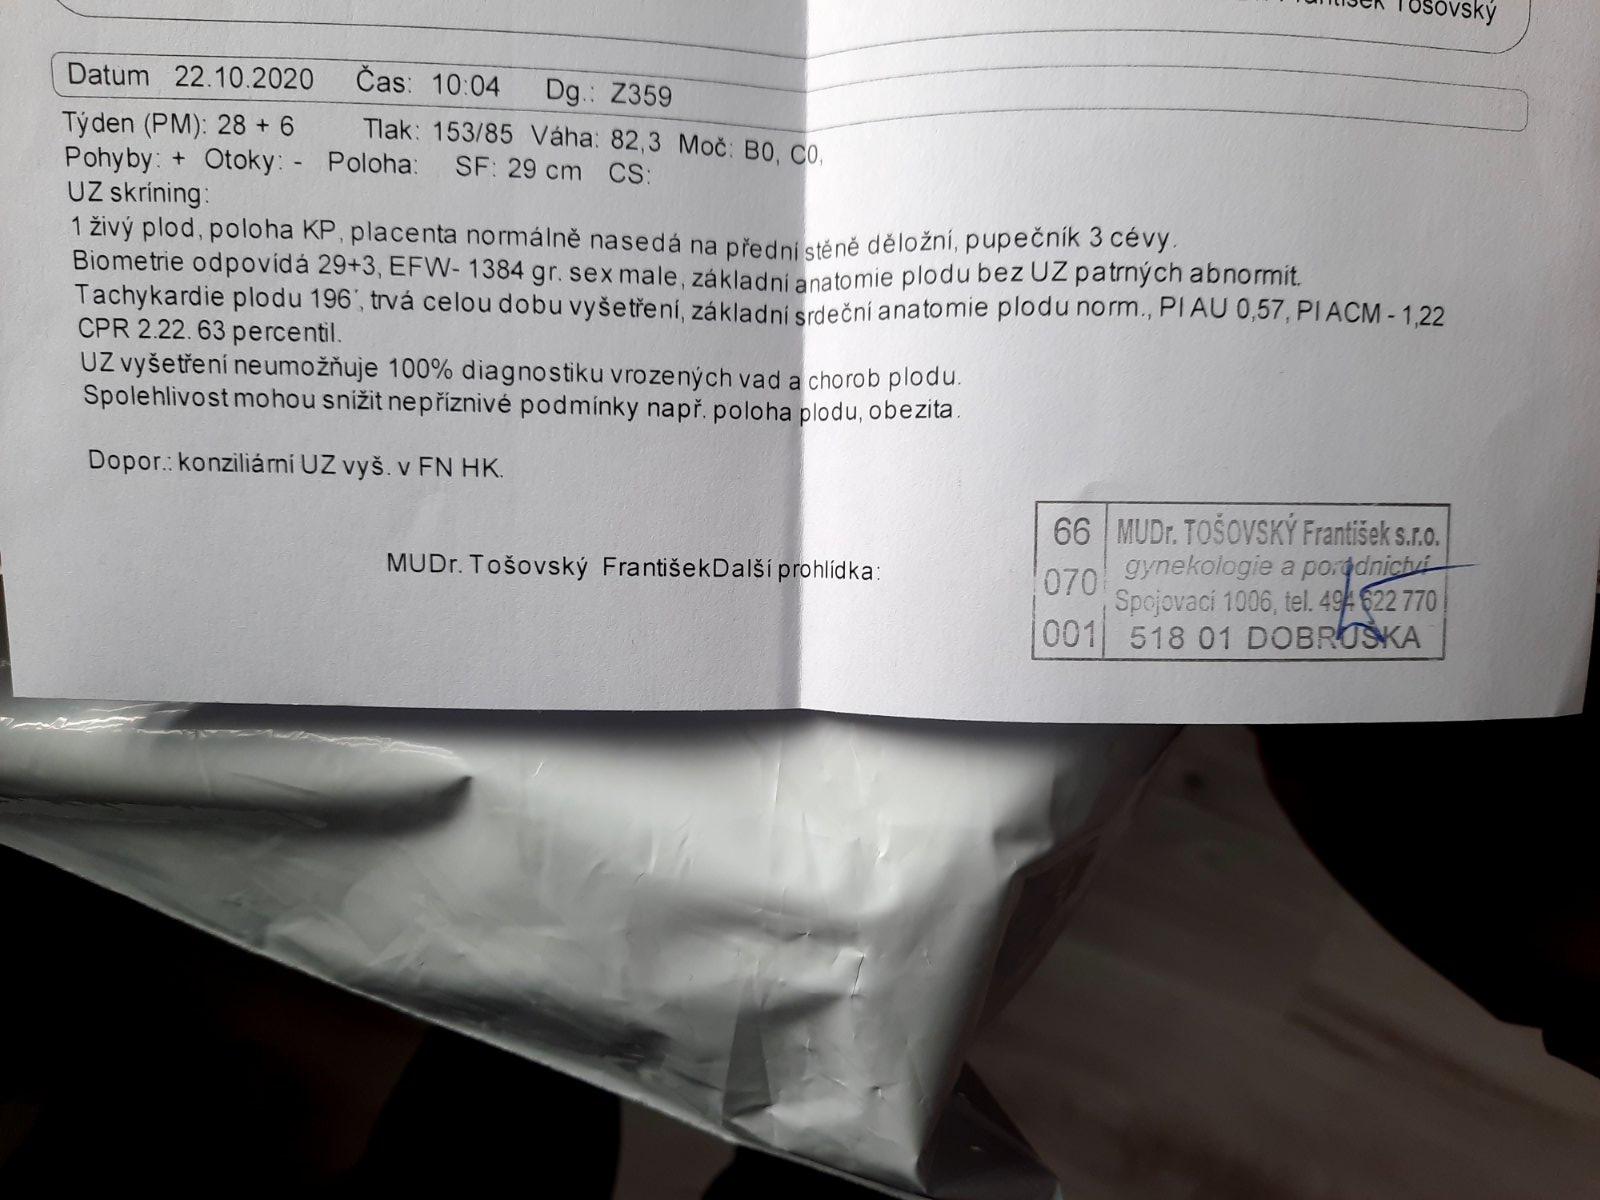 František Tošovský
Datum 22.10.2020 Čas: 10:04 Dg.: Z359
Týden (PM): 28 + 6 Tlak: 153/85 Váha: 82,3 Moč: B0, C0,
Pohyby: + Otoky: - Poloha: SF: 29 cm CS:
UZ skríning:
1 živý plod, poloha KP, placenta normálně nasedá na přední stěně děložní, pupečník 3 cévy.
Biometrie odpovídá 29+3, EFW- 1384 gr. sex male, základní anatomie plodu bez UZ patrných abnormit.
Tachykardie plodu 196´, trvá celou dobu vyšetření, základní srdeční anatomie plodu norm., PI AU 0,57, PI ACM - 1,22
CPR 2.22. 63 percentil.
UZ vyšetření neumožňuje 100% diagnostiku vrozených vad a chorob plodu.
Spolehlivost mohou snížit nepříznivé podmínky např. poloha plodu, obezita.
Dopor.: konziliární UZ vyš. v FN HK.
MUDr. Tošovský FrantišekDalší prohlídka:
66 MUDr. TOŠOVSKÝ František s.r.o.
gynekologie a porodnictví
070 Spojovací 1006, tel. 494 622 770
001 518 01 DOBRUŠKA